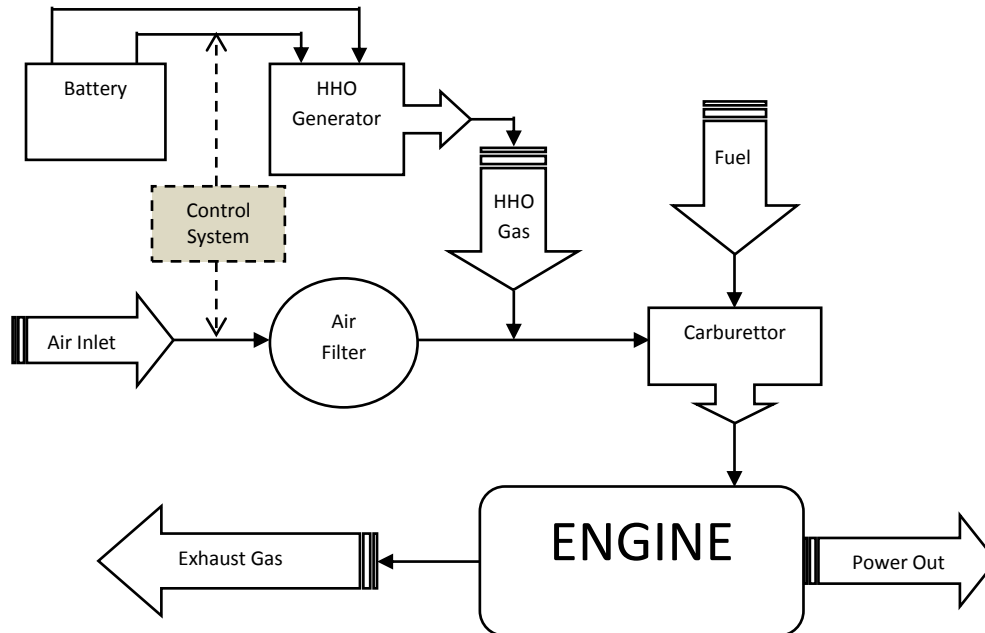 Battery
HHO
Generator
Fuel
HHO
Gas
Control
System
Air Inlet
Air
Filter
Carburettor
ENGINE
Exhaust Gas
Power Out